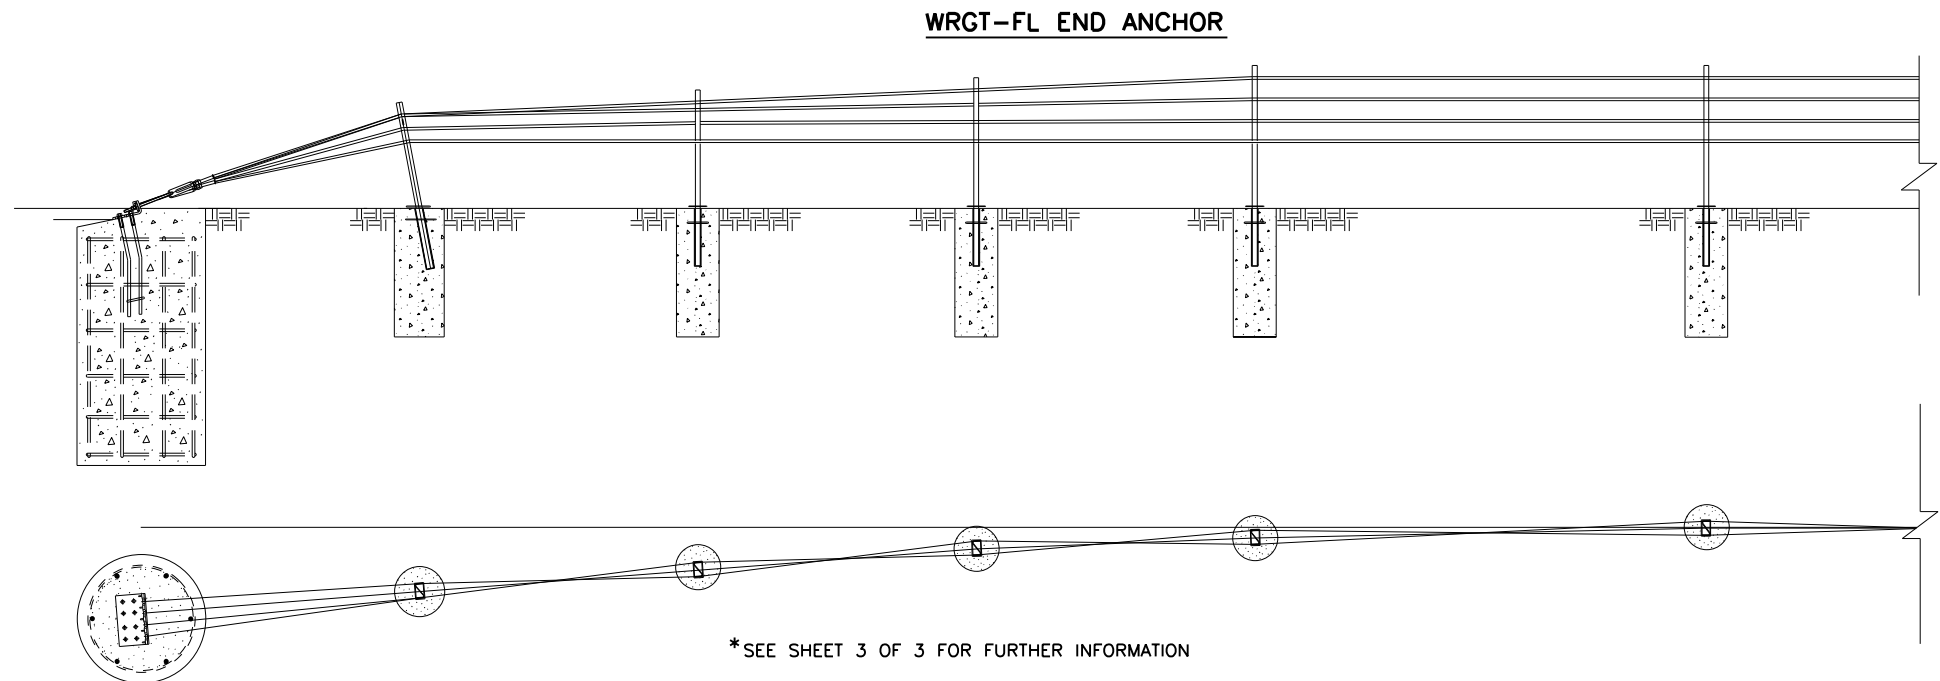 WRGT-FL END ANCHOR
*SEE SHEET 3 OF 3 FOR FURTHER INFORMATION